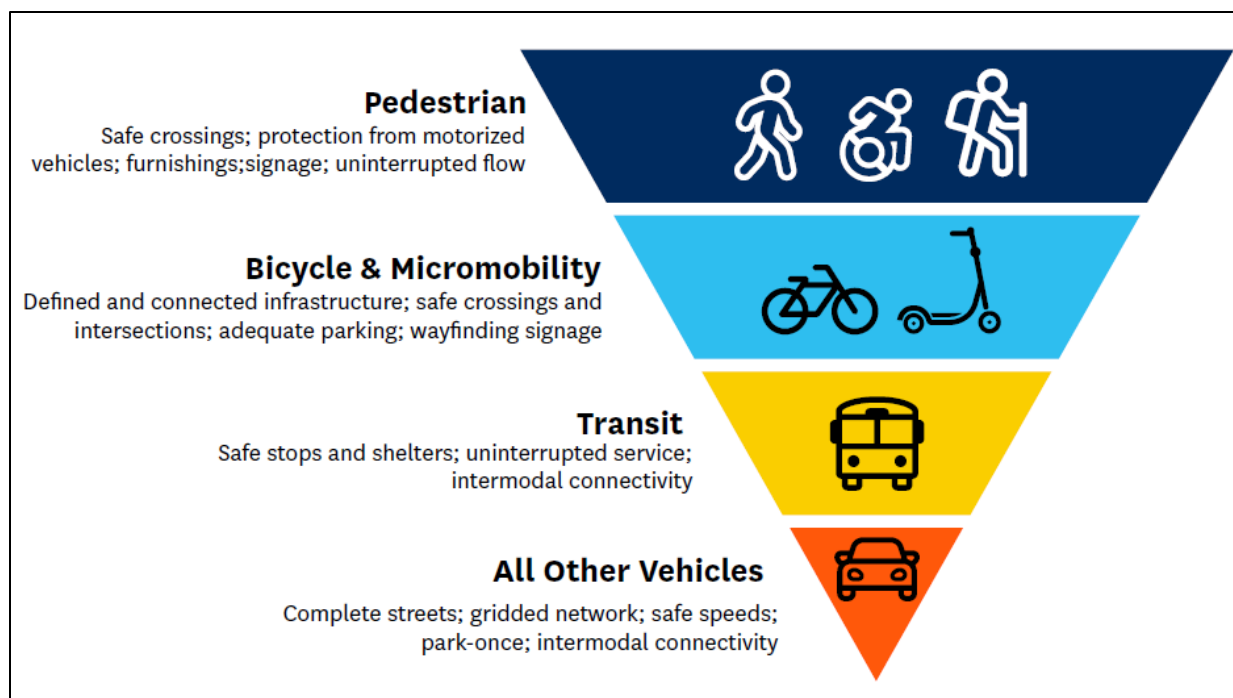 Pedestrian
Safe crossings; protection from motorized
vehicles; furnishings;signage; uninterrupted flow
Bicycle & Micromobility
Defined and connected infrastructure; safe crossings and
intersections; adequate parking; wayfinding signage
Transit
Safe stops and shelters; uninterrupted service;
intermodal connectivity
All Other Vehicles
Complete streets; gridded network; safe speeds;
park-once; intermodal connectivity